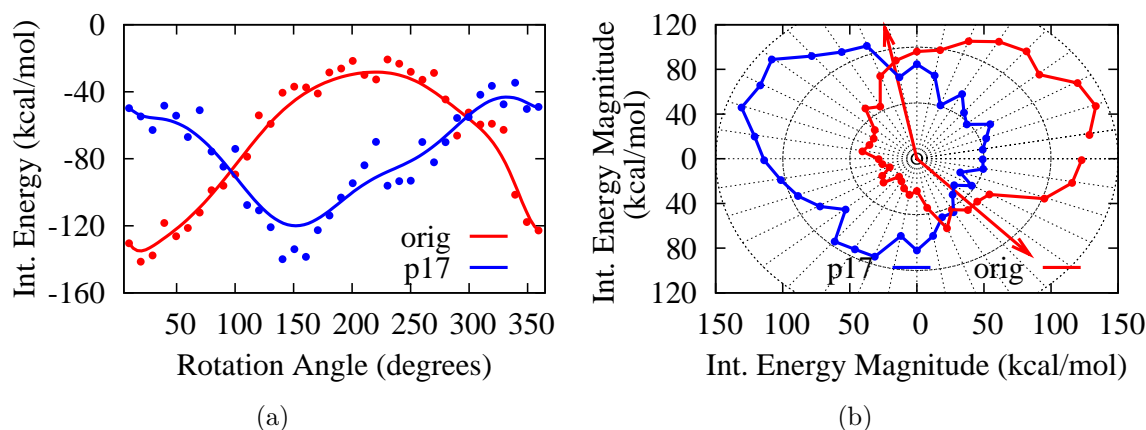 0
-40
-80
-120
-160
Int. Energy (kcal/mol)
orig
p17
50 100 150 200 250 300 350
Rotation Angle (degrees)
(a)
120
80
40
0
40
80
120
Int. Energy Magnitude
(kcal/mol)
p17
orig
150 100 50 0 50 100 150
Int. Energy Magnitude (kcal/mol)
(b)